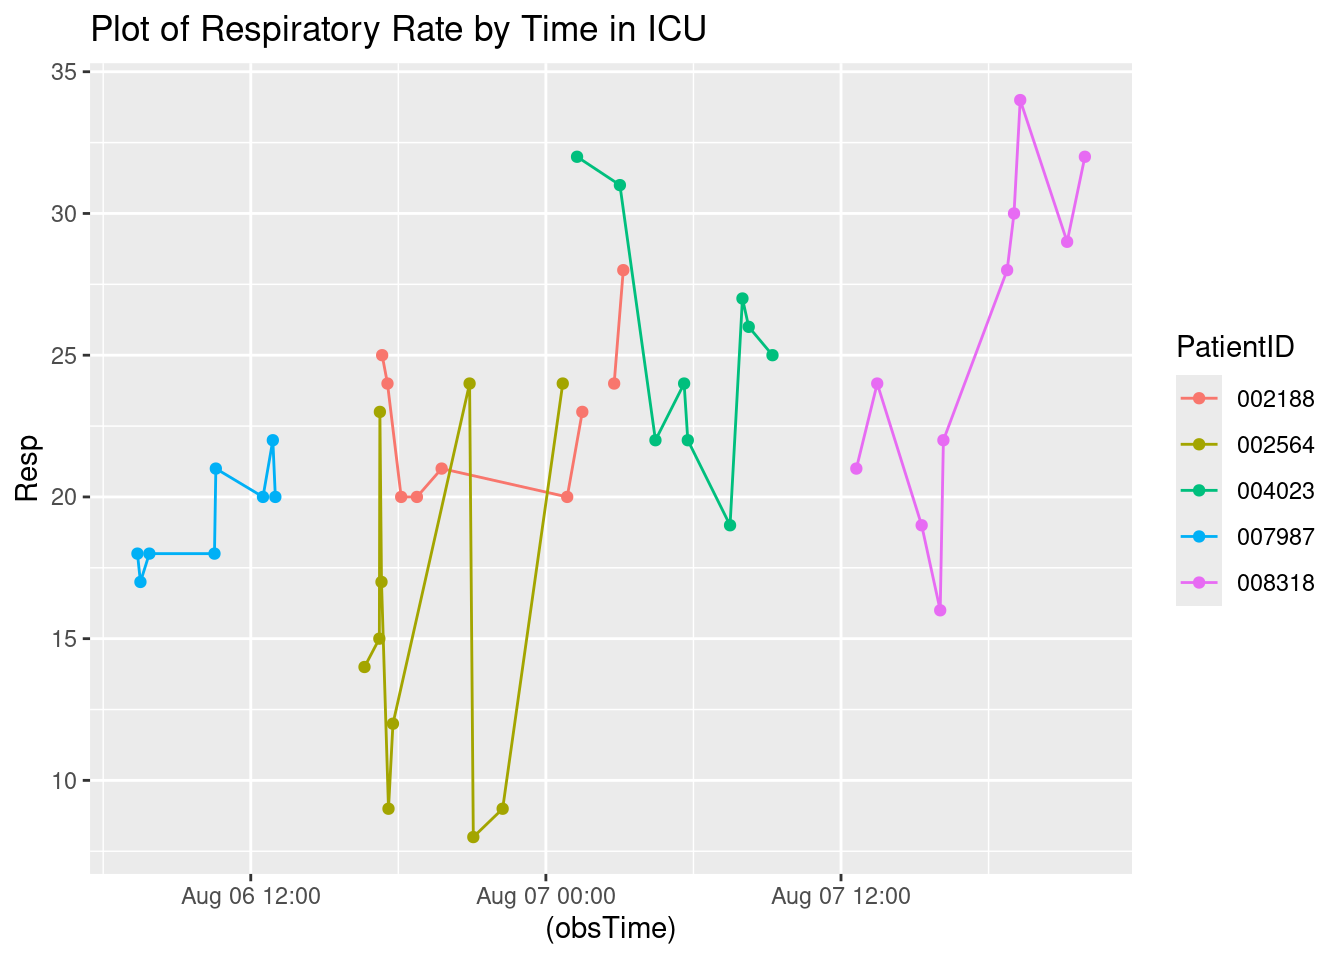 Plot of Respiratory Rate by Time in ICU
35
30
25
20
15
10
Resp
Aug 06 12:00
Aug 07 00:00
Aug 07 12:00
(obsTime)
PatientID
002188
002564
004023
007987
008318